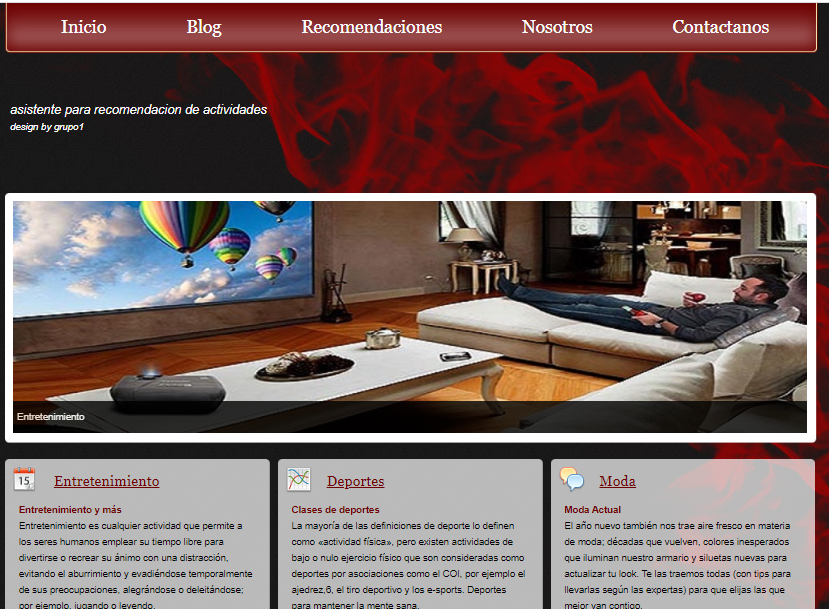 Inicio Blog Recomendaciones Nosotros Contactanos
asistente para recomendacion de actividades
design by grupo1
Entretenimiento
15 Entretenimiento
Entretenimiento y más
Entretenimiento es cualquier actividad que permite a
los seres humanos emplear su tiempo libre para
divertirse o recrear su ánimo con una distracción,
evitando el aburrimiento y evadiéndose temporalmente
de sus preocupaciones, alegrándose o deleitándose;
por ejemplo, jugando o leyendo.
Deportes
Clases de deportes
La mayoría de las definiciones de deporte lo definen
como «actividad física», pero existen actividades de
bajo o nulo ejercicio físico que son consideradas como
deportes por asociaciones como el COI, por ejemplo el
ajedrez,6, el tiro deportivo y los e-sports. Deportes
para mantener la mente sana.
Moda
Moda Actual
El año nuevo también nos trae aire fresco en materia
de moda; décadas que vuelven, colores inesperados
que iluminan nuestro armario y siluetas nuevas para
actualizar tu look. Te las traemos todas (con tips para
llevarlas según las expertas) para que elijas las que
mejor van contigo.